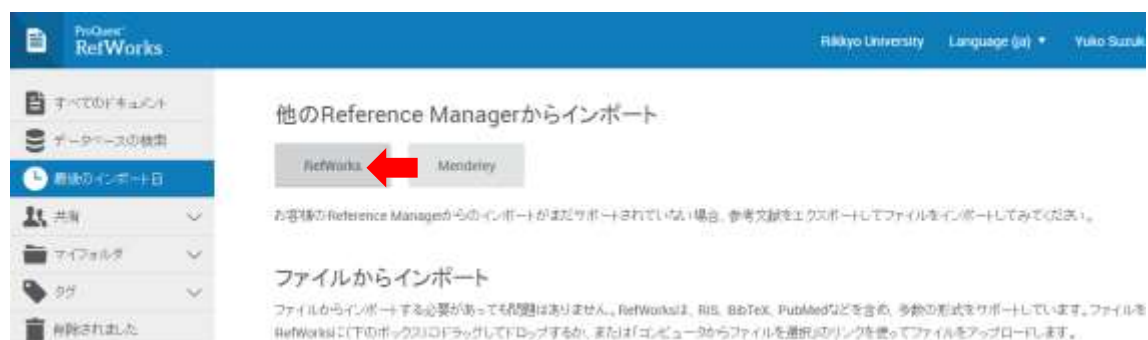 ProQuest
RefWorks
Rikkyo University Language (ja) Yuko Suzuki
すべてのドキュメント
データベースの検索
最後のインポート日
共有
マイフォルダ
タグ
削除されました
他のReference Managerからインポート
RefWorks Mendeley
お客様のReference Managerからのインポートがまだサポートされていない場合、参考文献をエクスポートしてファイルをインポートしてみてください。
ファイルからインポート
ファイルからインポートする必要があっても問題はありません。RefWorksは、RIS, BibTeX, PubMedなどを含め、多数の形式をサポートしています。ファイルを
RefWorksに(下のボックスに)ドラッグしてドロップするか、または「コンピュータからファイルを選択」のリンクを使ってファイルをアップロードします。